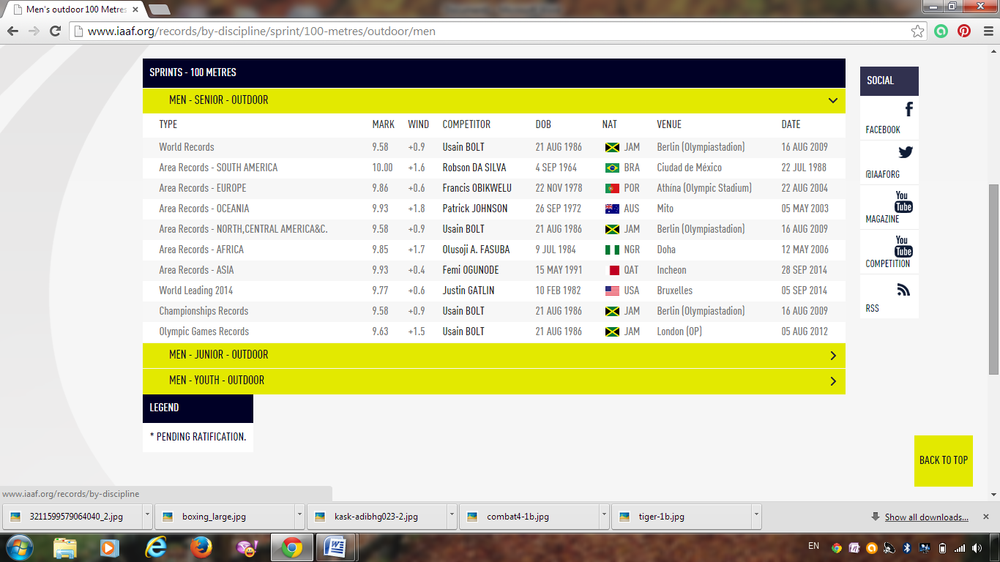 Men's outdoor 100 Metres
www.iaaf.org/records/by-discipline/sprint/100-metres/outdoor/men
SPRINTS - 100 METRES
MEN - SENIOR - OUTDOOR
TYPE MARK WIND COMPETITOR DOB NAT VENUE DATE
World Records 9.58 +0.9 Usain BOLT 21 AUG 1986 JAM Berlin (Olympiastadion) 16 AUG 2009
Area Records - SOUTH AMERICA 10.00 +1.6 Robson DA SILVA 4 SEP 1964 BRA Ciudad de México 22 JUL 1988
Area Records - EUROPE 9.86 +0.6 Francis OBIKWELU 22 NOV 1978 POR Athína (Olympic Stadium) 22 AUG 2004
Area Records - OCEANIA 9.93 +1.8 Patrick JOHNSON 26 SEP 1972 AUS Mito 05 MAY 2003
Area Records - NORTH,CENTRAL AMERICA&C. 9.58 +0.9 Usain BOLT 21 AUG 1986 JAM Berlin (Olympiastadion) 16 AUG 2009
Area Records - AFRICA 9.85 +1.7 Olusoji A. FASUBA 9 JUL 1984 NGR Doha 12 MAY 2006
Area Records - ASIA 9.93 +0.4 Femi OGUNODE 15 MAY 1991 QAT Incheon 28 SEP 2014
World Leading 2014 9.77 +0.6 Justin GATLIN 10 FEB 1982 USA Bruxelles 05 SEP 2014
Championships Records 9.58 +0.9 Usain BOLT 21 AUG 1986 JAM Berlin (Olympiastadion) 16 AUG 2009
Olympic Games Records 9.63 +1.5 Usain BOLT 21 AUG 1986 JAM London (OP) 05 AUG 2012
MEN - JUNIOR - OUTDOOR
MEN - YOUTH - OUTDOOR
LEGEND
* PENDING RATIFICATION.
SOCIAL
FACEBOOK
@IAAFORG
You Tube
MAGAZINE
You Tube
COMPETITION
RSS
BACK TO TOP
www.iaaf.org/records/by-discipline
3211599579064040_2.jpg boxing_large.jpg kask-adibhg023-2.jpg combat4-1b.jpg tiger-1b.jpg Show all downloads...
EN